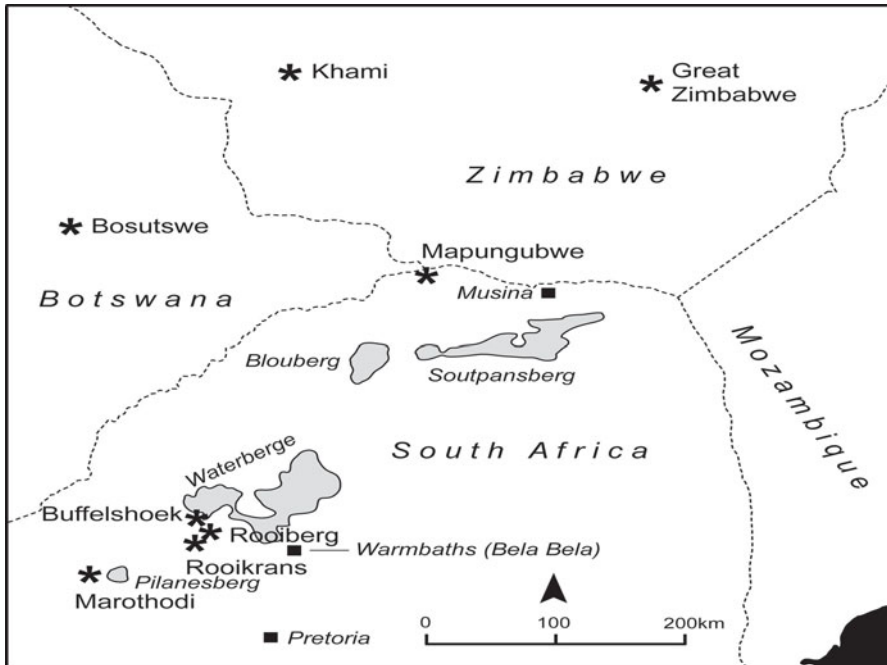 Khami
Great
Zimbabwe
Zimbabwe
Bosutswe
Mapungubwe
Botswana
Musina
Blouberg
Soutpansberg
Mozambique
South Africa
Waterberge
Buffelshoek
Rooiberg
Warmbaths (Bela Bela)
Rooikrans
Pilanesberg
Marothodi
0 100 200km
Pretoria